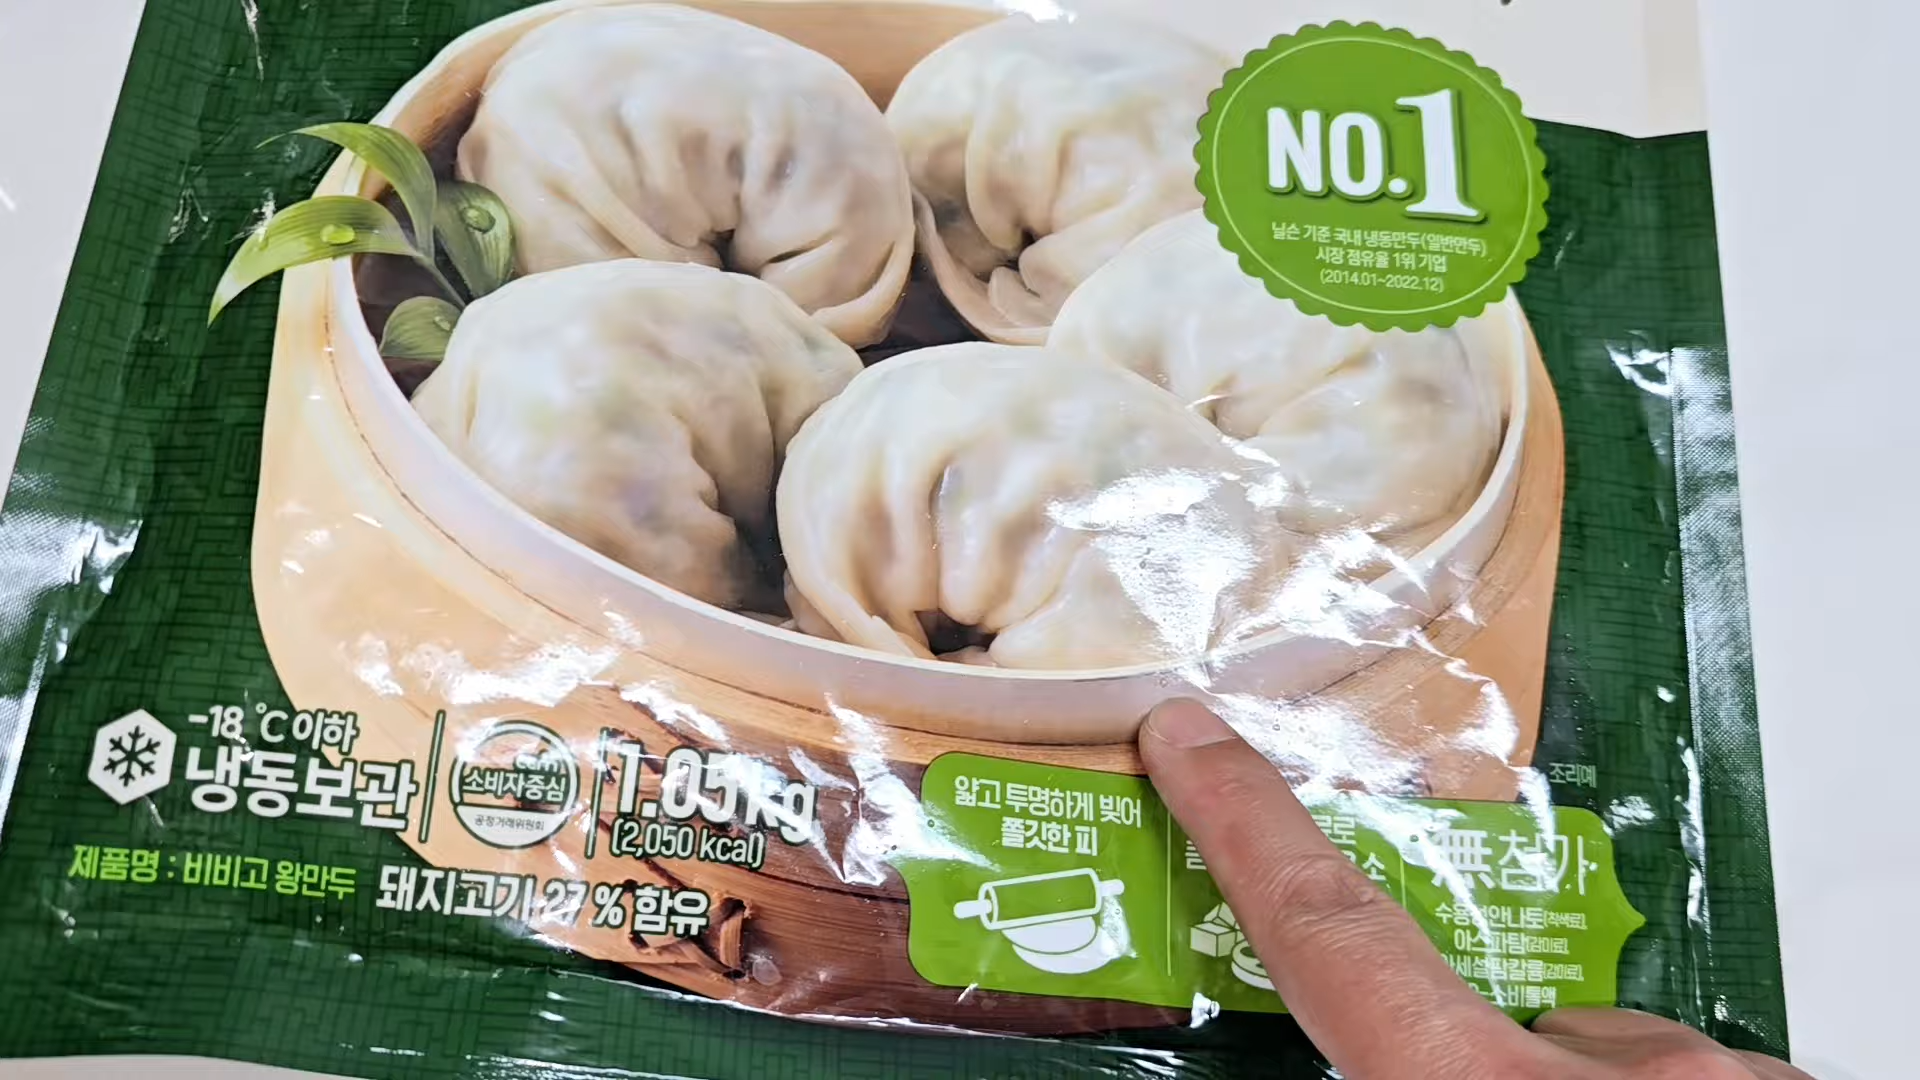 NO.1
닐슨 기준 국내 냉동만두(일반만두)
시장 점유율 1위 기업
(2014.01~2022.12)
-18 ℃ 이하
냉동보관
ccm
소비자중심
공정거래위원회
1.05kg
(2,050 kcal)
제품명 : 비비고 왕만두
돼지고기 27 % 함유
얇고 투명하게 빚어
쫄깃한 피
조리예
無첨가
수용성안나토(착색료),
아스파탐(감미료),